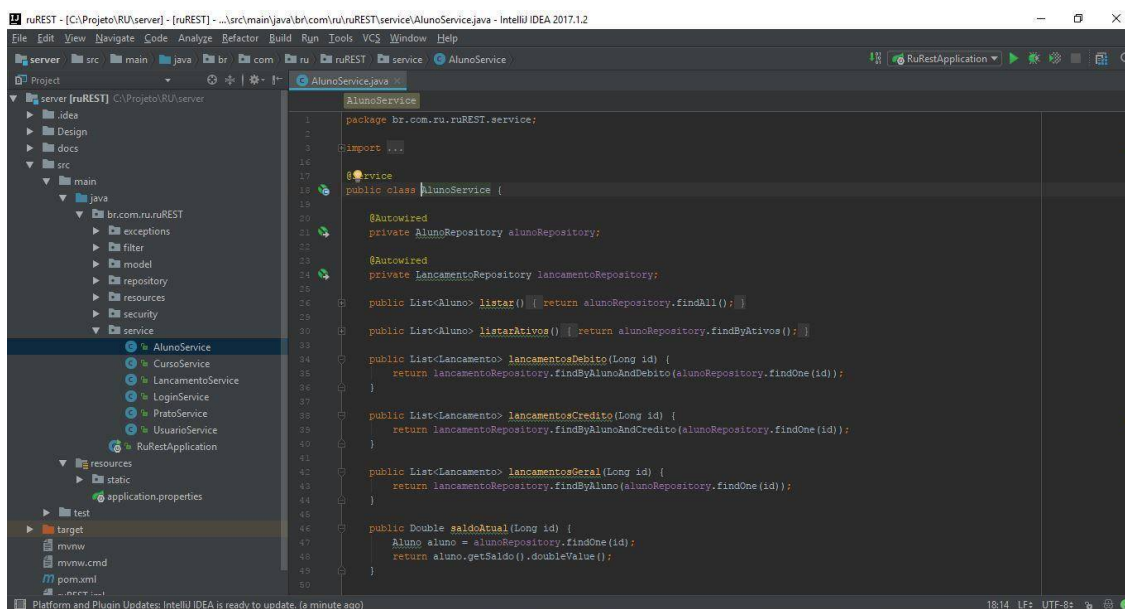 ruREST - [C:\Projeto\RU\server] - [ruREST] - ...\src\main\java\br\com\ru\ruREST\service\AlunoService.java - IntelliJ IDEA 2017.1.2
File Edit View Navigate Code Analyze Refactor Build Run Tools VCS Window Help
server src main java br com ru ruREST service AlunoService
RuRestApplication
Project
AlunoService.java
server [ruREST] C:\Projeto\RU\server
.idea
Design
docs
src
main
java
br.com.ru.ruREST
exceptions
filter
model
repository
resources
security
service
AlunoService
CursoService
LancamentoService
LoginService
PratoService
UsuarioService
RuRestApplication
resources
static
application.properties
test
target
mvnw
mvnw.cmd
pom.xml
AlunoService
1 package br.com.ru.ruREST.service;
2
3 import ...
16
17 @Service
18 public class AlunoService {
19
20 @Autowired
21 private AlunoRepository alunoRepository;
22
23 @Autowired
24 private LancamentoRepository lancamentoRepository;
25
26 public List<Aluno> listar() { return alunoRepository.findAll(); }
29
30 public List<Aluno> listarAtivos() { return alunoRepository.findByAtivos(); }
33
34 public List<Lancamento> lancamentosDebito(Long id) {
35 return lancamentoRepository.findByAlunoAndDebito(alunoRepository.findOne(id));
36 }
37
38 public List<Lancamento> lancamentosCredito(Long id) {
39 return lancamentoRepository.findByAlunoAndCredito(alunoRepository.findOne(id));
40 }
41
42 public List<Lancamento> lancamentosGeral(Long id) {
43 return lancamentoRepository.findByAluno(alunoRepository.findOne(id));
44 }
45
46 public Double saldoAtual(Long id) {
47 Aluno aluno = alunoRepository.findOne(id);
48 return aluno.getSaldo().doubleValue();
49 }
50
Platform and Plugin Updates: IntelliJ IDEA is ready to update. (a minute ago)
18:14 LF÷ UTF-8÷